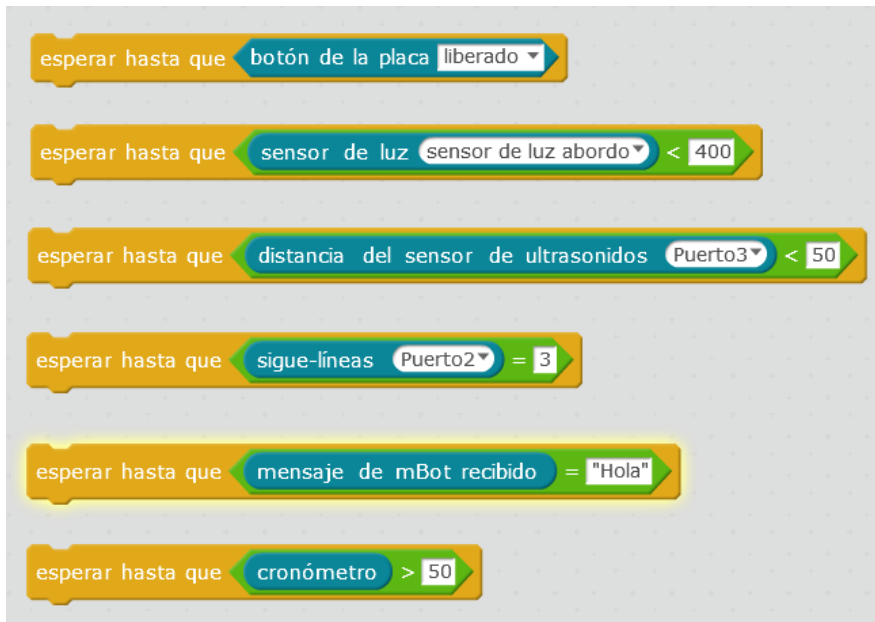 esperar hasta que botón de la placa liberado
esperar hasta que sensor de luz sensor de luz abordo < 400
esperar hasta que distancia del sensor de ultrasonidos Puerto3 < 50
esperar hasta que sigue-líneas Puerto2 = 3
esperar hasta que mensaje de mBot recibido = "Hola"
esperar hasta que cronómetro > 50